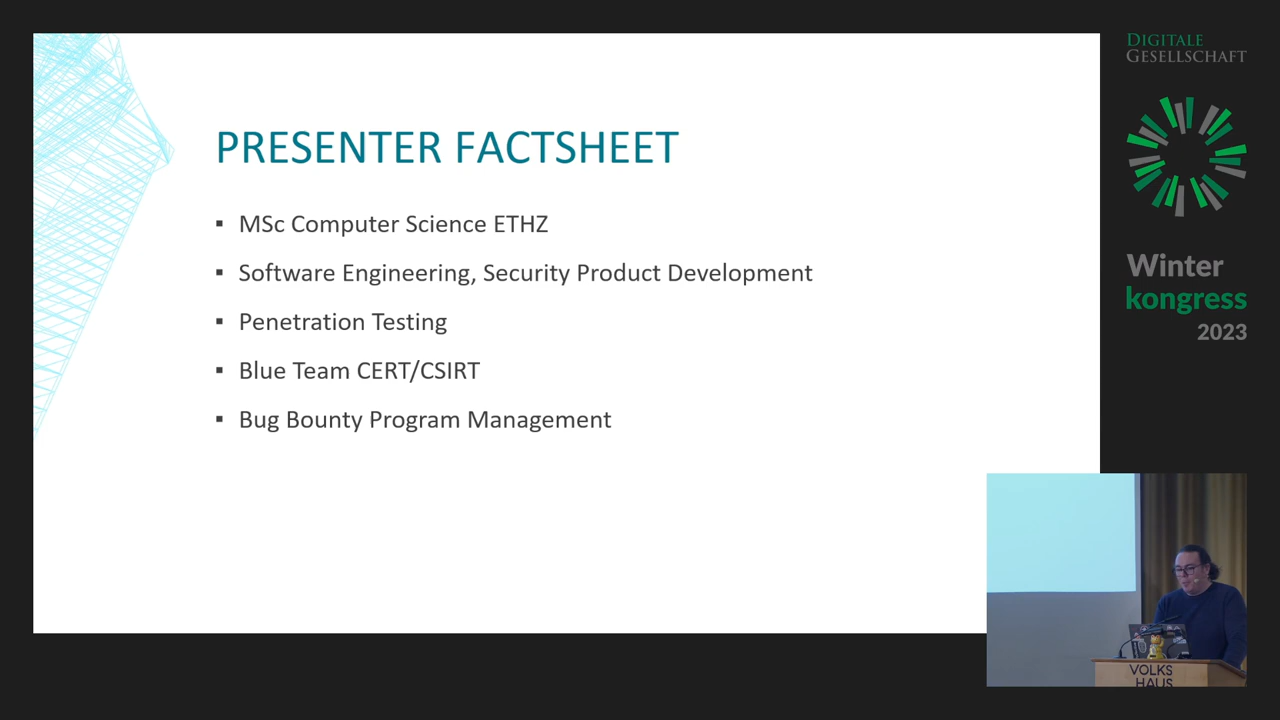 PRESENTER FACTSHEET
▪ MSc Computer Science ETHZ
▪ Software Engineering, Security Product Development
▪ Penetration Testing
▪ Blue Team CERT/CSIRT
▪ Bug Bounty Program Management
DIGITALE
GESELLSCHAFT
Winter
kongress
2023
VOLKS
HAUS